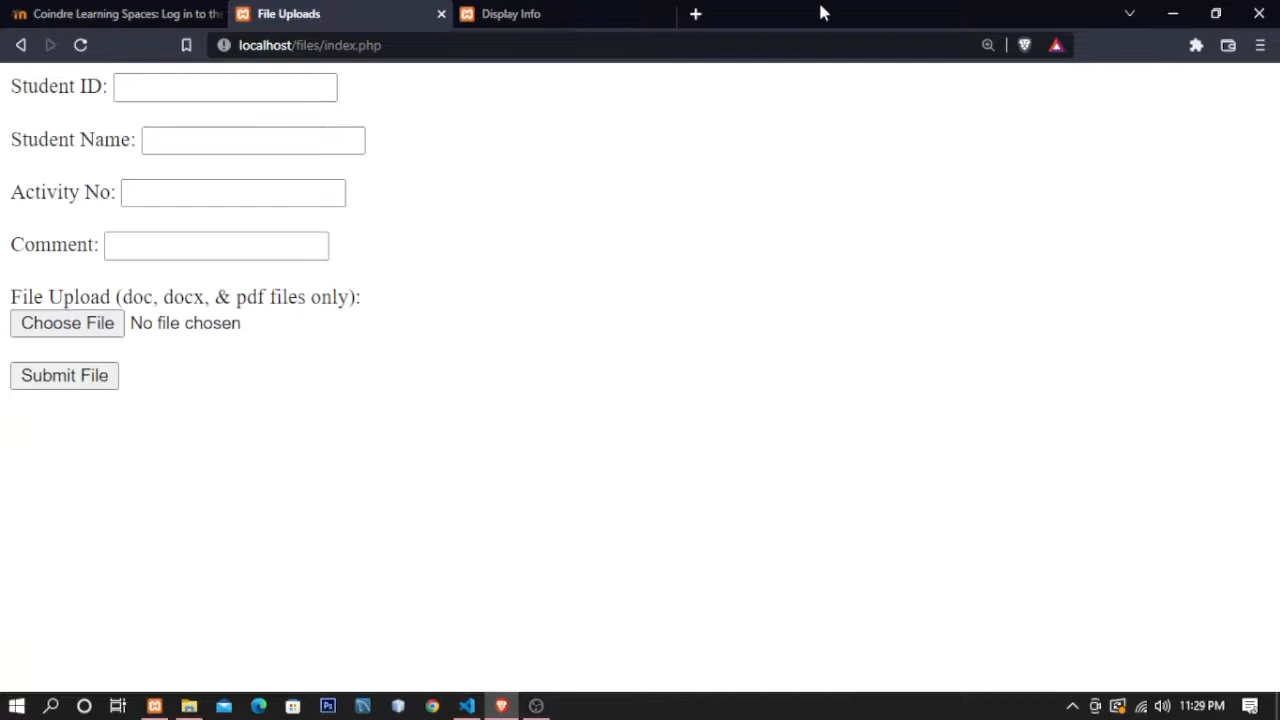 Coindre Learning Spaces: Log in to the
File Uploads
Display Info
localhost/files/index.php
Student ID:
Student Name:
Activity No:
Comment:
File Upload (doc, docx, & pdf files only):
Choose File No file chosen
Submit File
Ps
11:29 PM